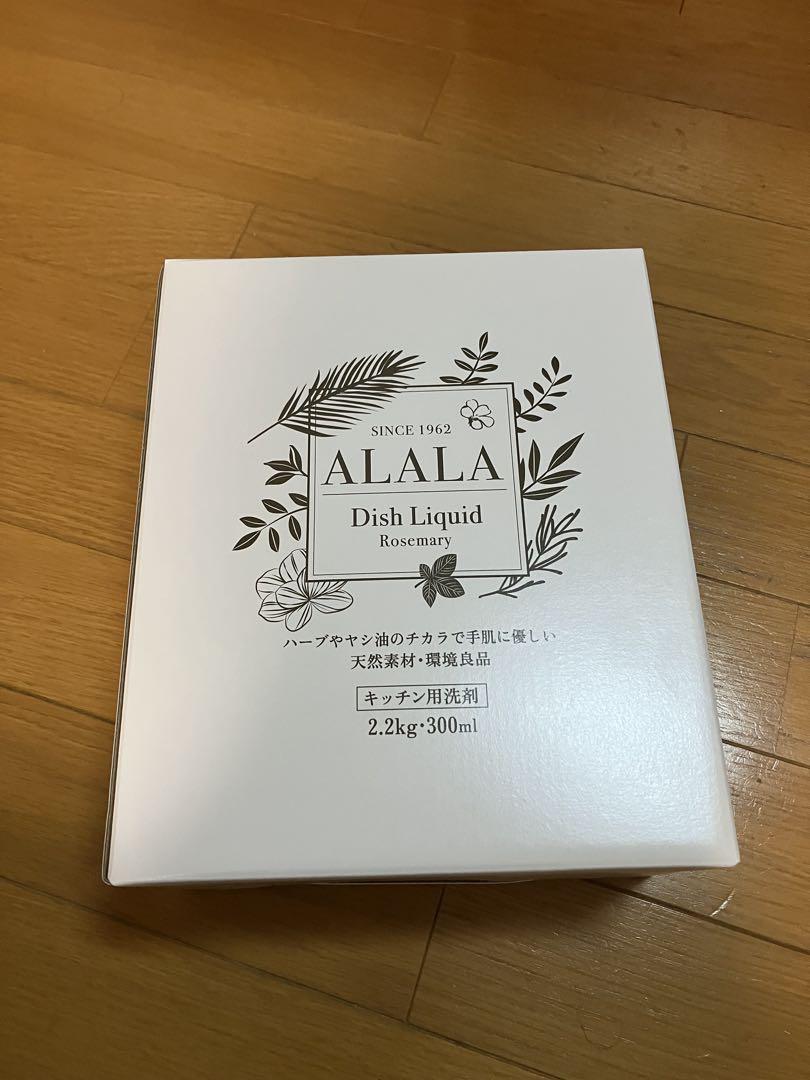 SINCE 1962
ALALA
Dish Liquid
Rosemary
ハーブやヤシ油のチカラで手肌に優しい
天然素材・環境良品
キッチン用洗剤
2.2kg・300ml